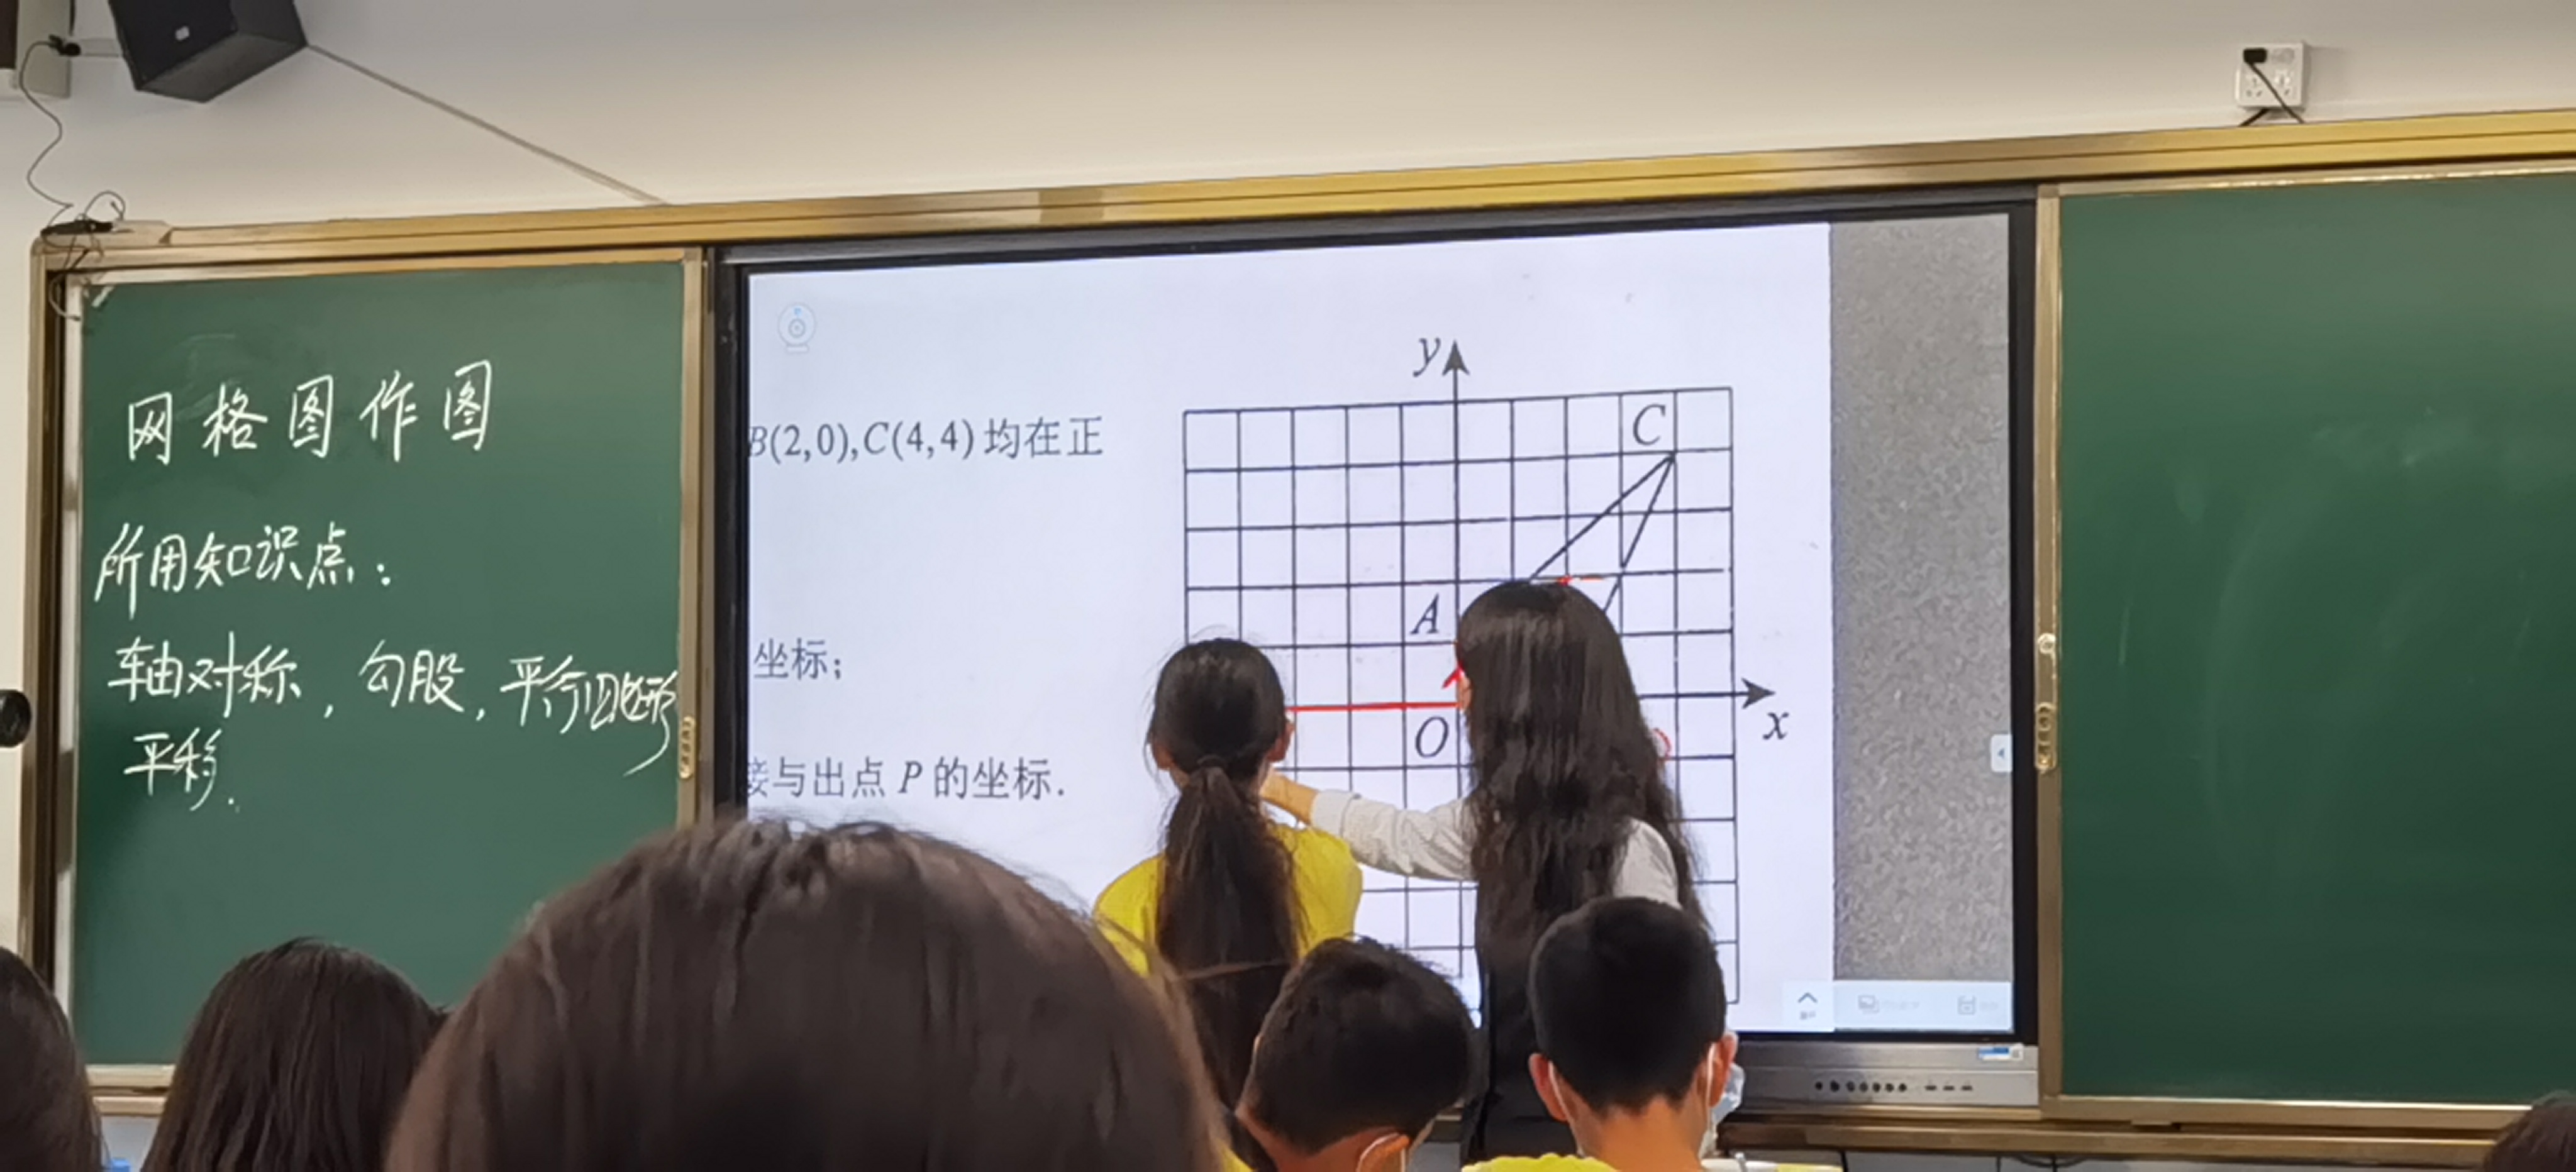 网格图作图
所用知识点：
轴对称，勾股，平行四边形
平移.
B(2,0),C(4,4)均在正
坐标；
与出点 P 的坐标.
y
C
A
O
x